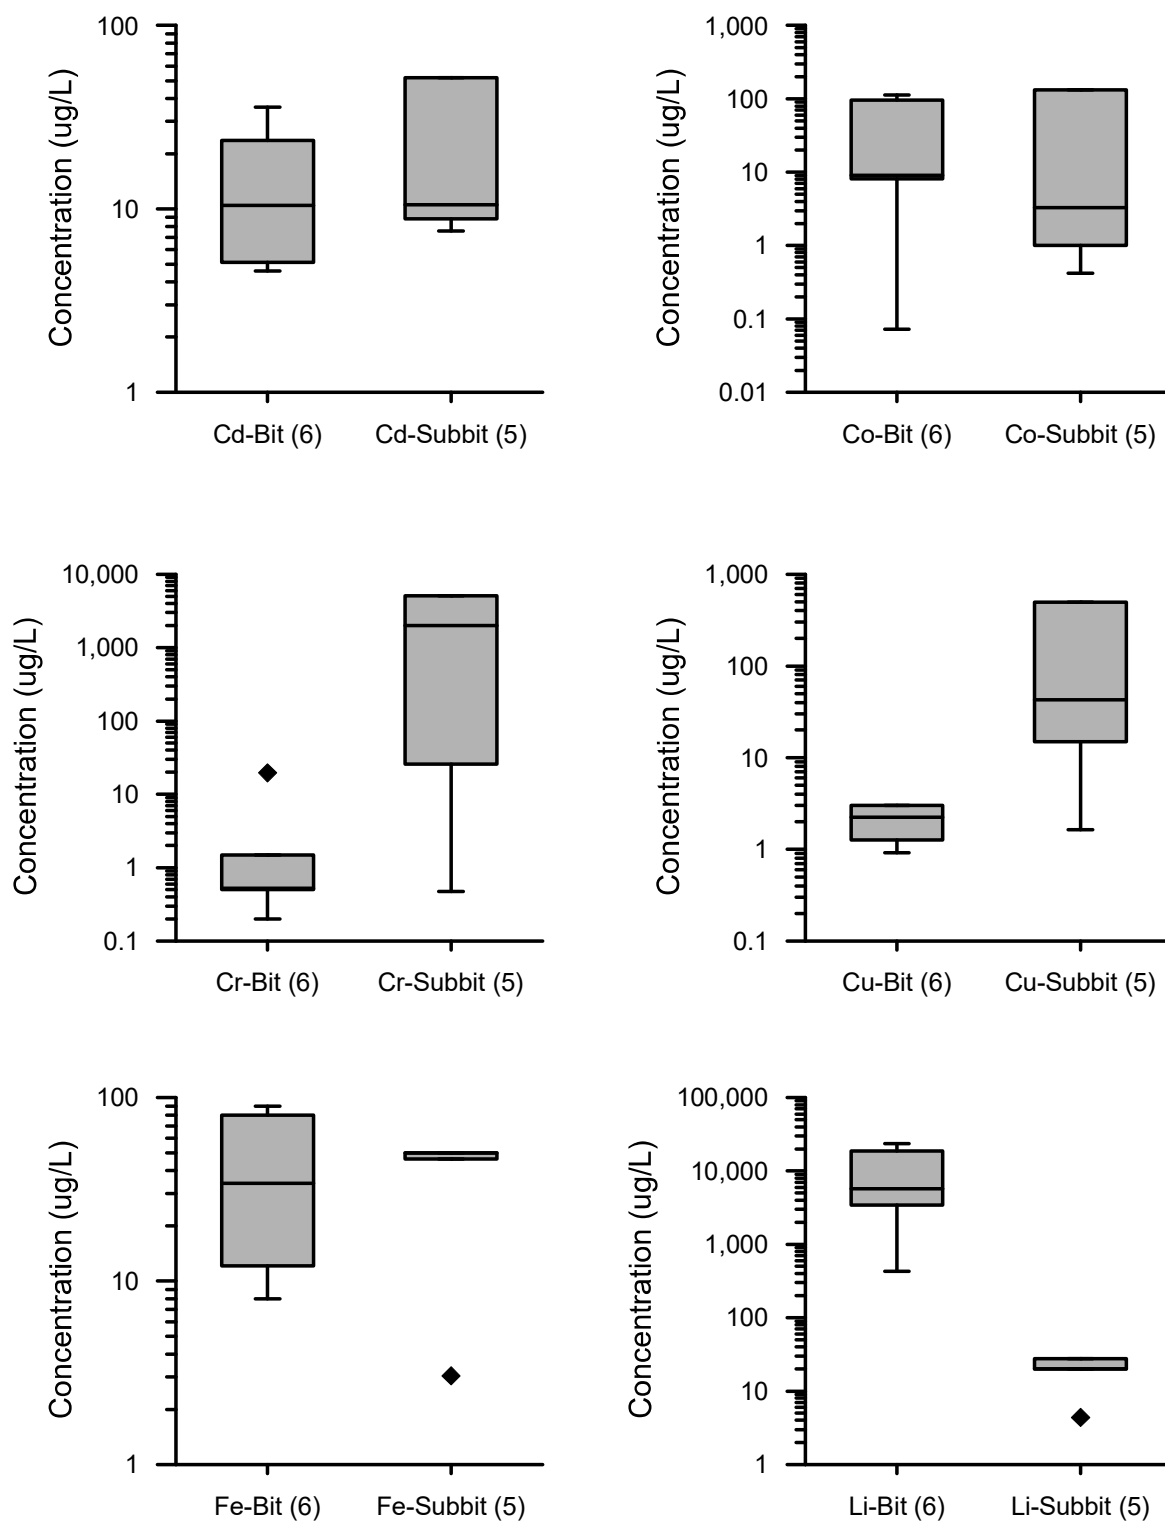 100
10
1
Concentration (ug/L)
Cd-Bit (6)
Cd-Subbit (5)
1,000
100
10
1
0.1
0.01
Concentration (ug/L)
Co-Bit (6)
Co-Subbit (5)
10,000
1,000
100
10
1
0.1
Concentration (ug/L)
Cr-Bit (6)
Cr-Subbit (5)
1,000
100
10
1
0.1
Concentration (ug/L)
Cu-Bit (6)
Cu-Subbit (5)
100
10
1
Concentration (ug/L)
Fe-Bit (6)
Fe-Subbit (5)
100,000
10,000
1,000
100
10
1
Concentration (ug/L)
Li-Bit (6)
Li-Subbit (5)